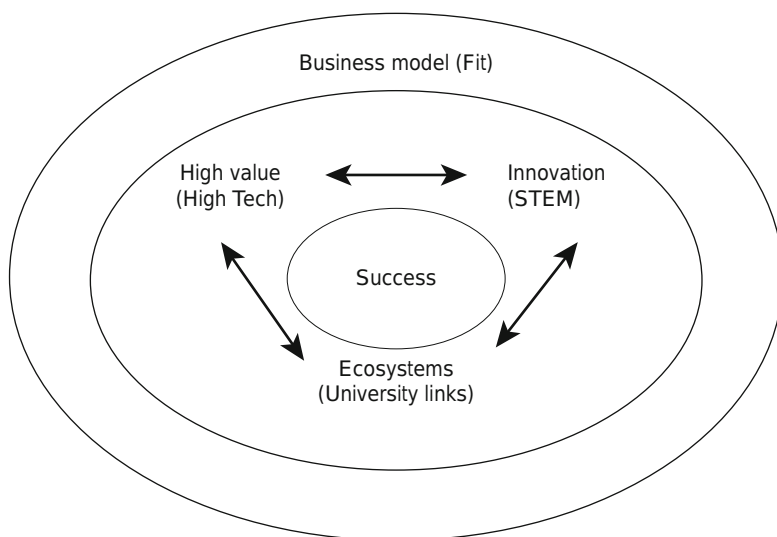 Business model (Fit)
High value
(High Tech)
Innovation
(STEM)
Success
Ecosystems
(University links)